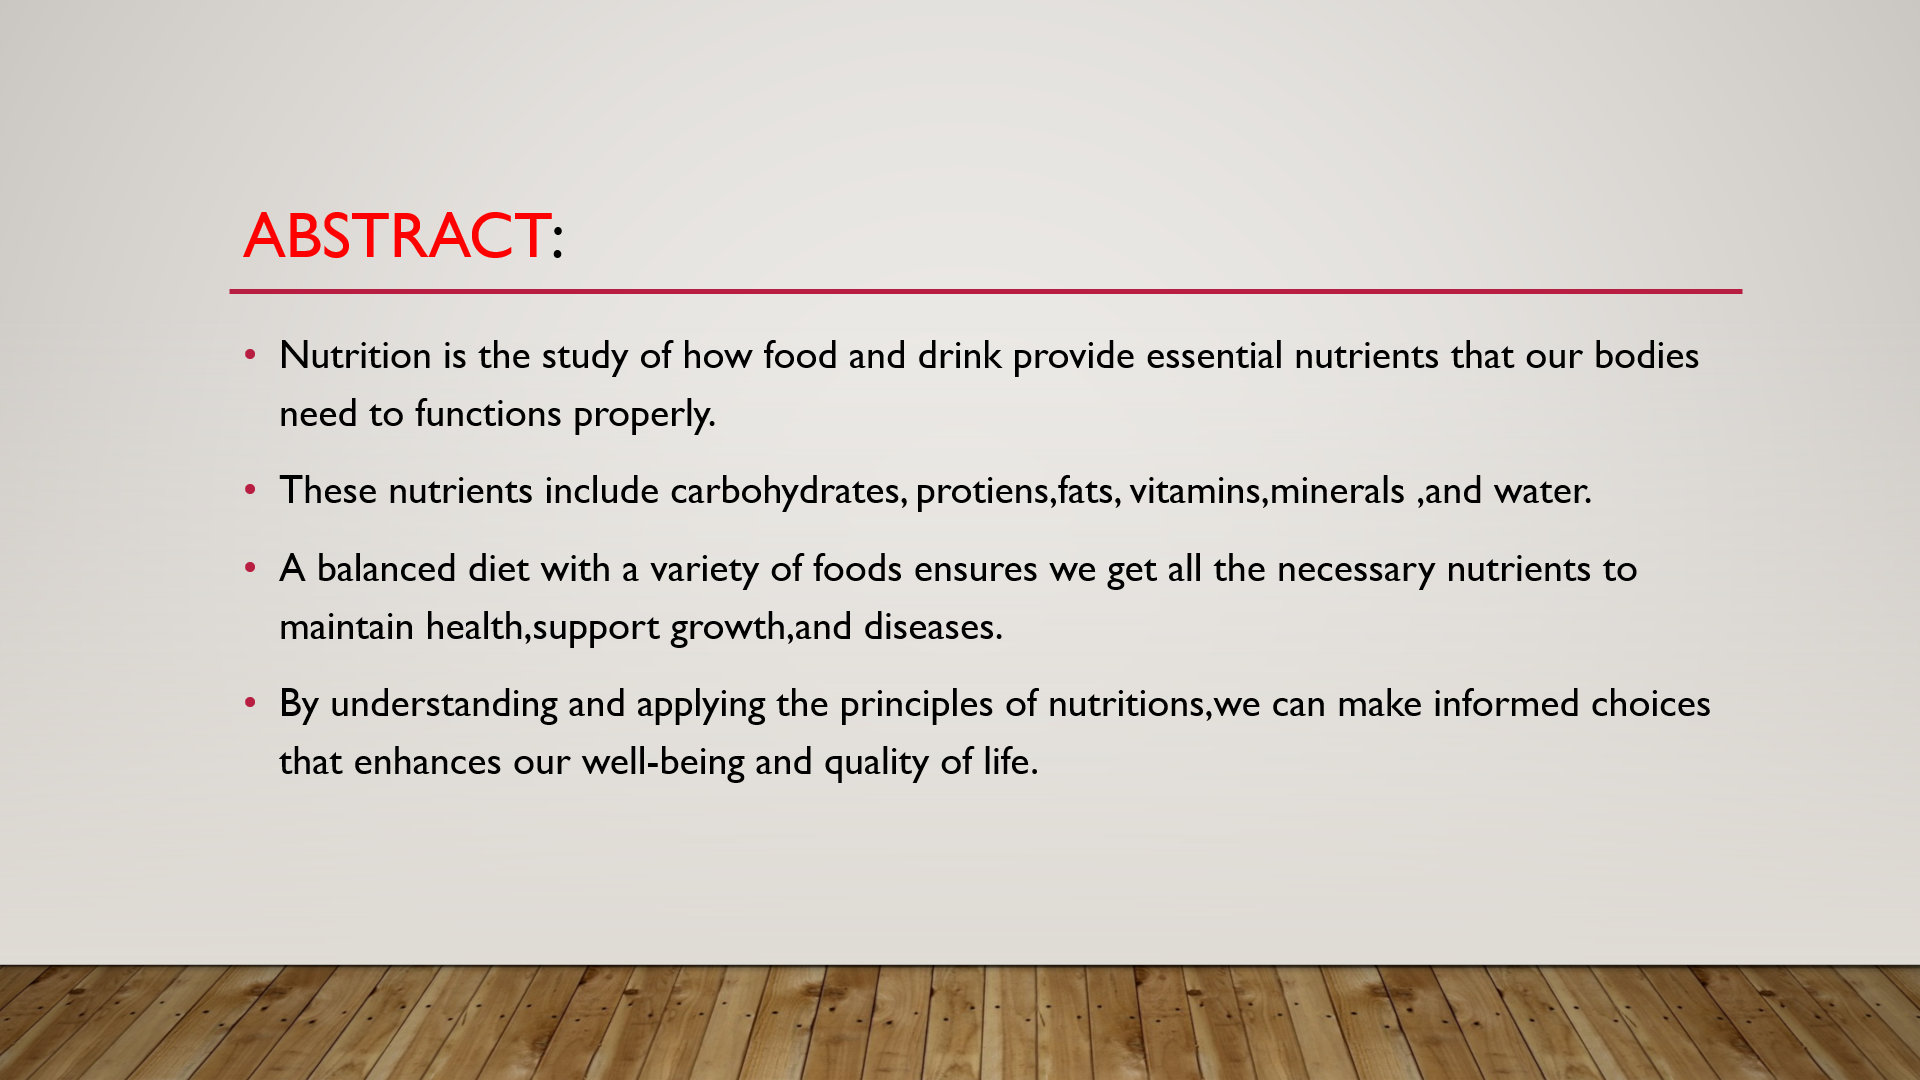 ABSTRACT:
• Nutrition is the study of how food and drink provide essential nutrients that our bodies
need to functions properly.
• These nutrients include carbohydrates, protiens,fats, vitamins,minerals ,and water.
• A balanced diet with a variety of foods ensures we get all the necessary nutrients to
maintain health,support growth,and diseases.
• By understanding and applying the principles of nutritions,we can make informed choices
that enhances our well-being and quality of life.